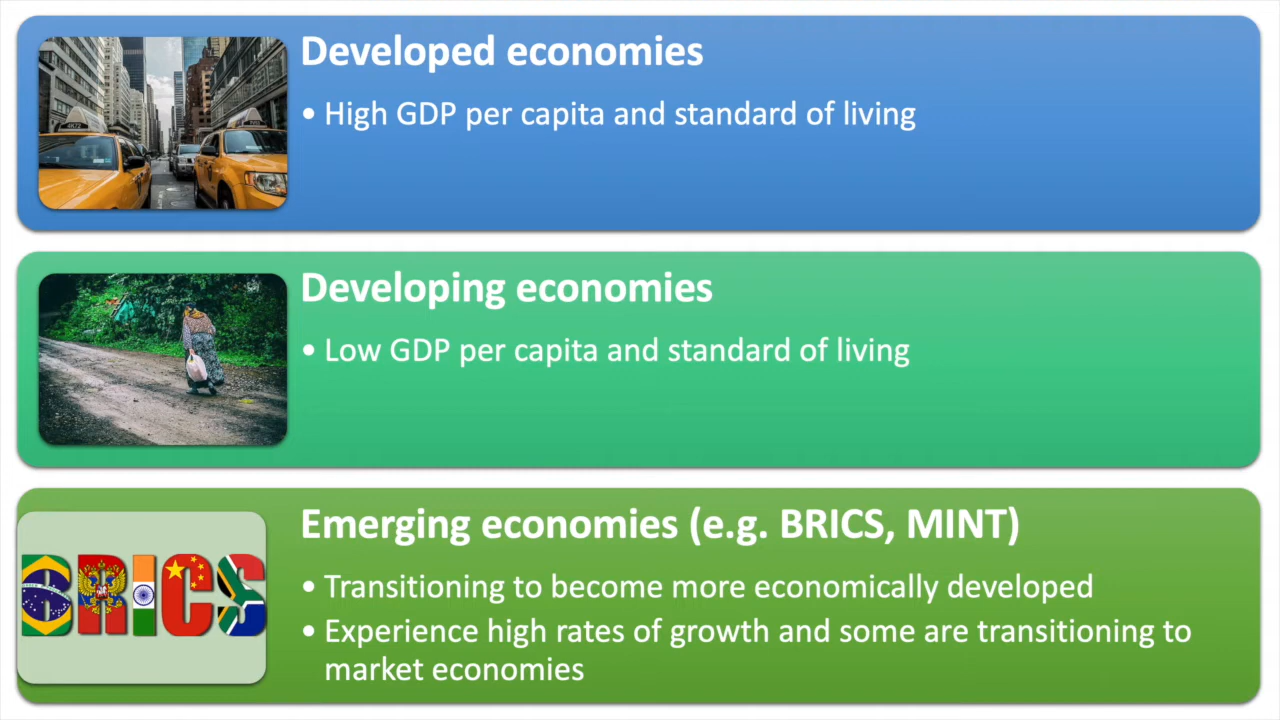 Developed economies
• High GDP per capita and standard of living
Developing economies
• Low GDP per capita and standard of living
Emerging economies (e.g. BRICS, MINT)
• Transitioning to become more economically developed
• Experience high rates of growth and some are transitioning to
market economies
BRICS